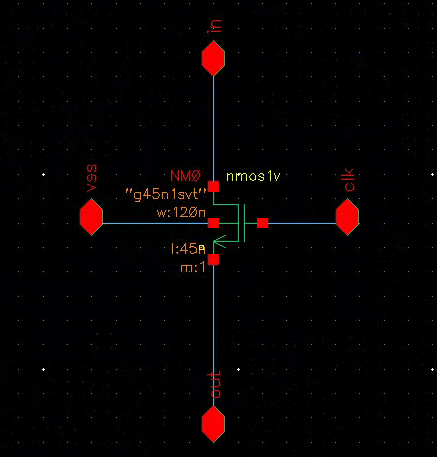 in
NM0
nmos1v
vss
"g45n1svt"
clk
w:120n
l:45n
m:1
out